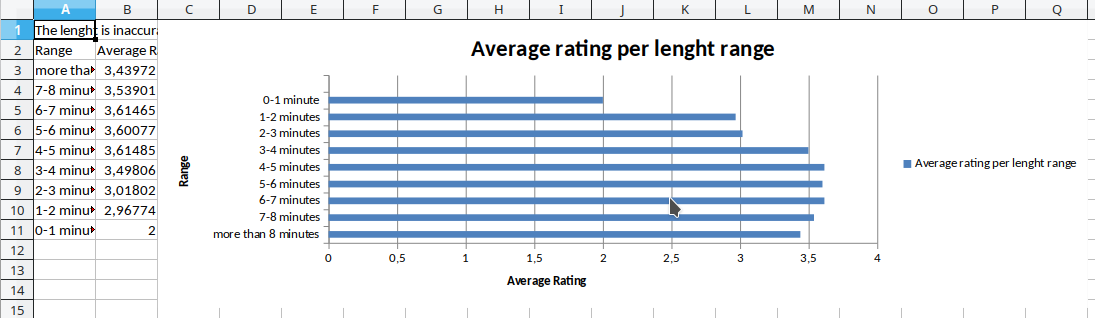 A B C D E F G H I J K L M N O P Q
1 The lenght is inaccura
2 Range Average R
3 more tha 3,43972
4 7-8 minu 3,53901
5 6-7 minu 3,61465
6 5-6 minu 3,60077
7 4-5 minu 3,61485
8 3-4 minu 3,49806
9 2-3 minu 3,01802
10 1-2 minu 2,96774
11 0-1 minu 2
12
13
14
15
Average rating per lenght range
Range
0-1 minute
1-2 minutes
2-3 minutes
3-4 minutes
4-5 minutes
5-6 minutes
6-7 minutes
7-8 minutes
more than 8 minutes
0 0,5 1 1,5 2 2,5 3 3,5 4
Average Rating
Average rating per lenght range